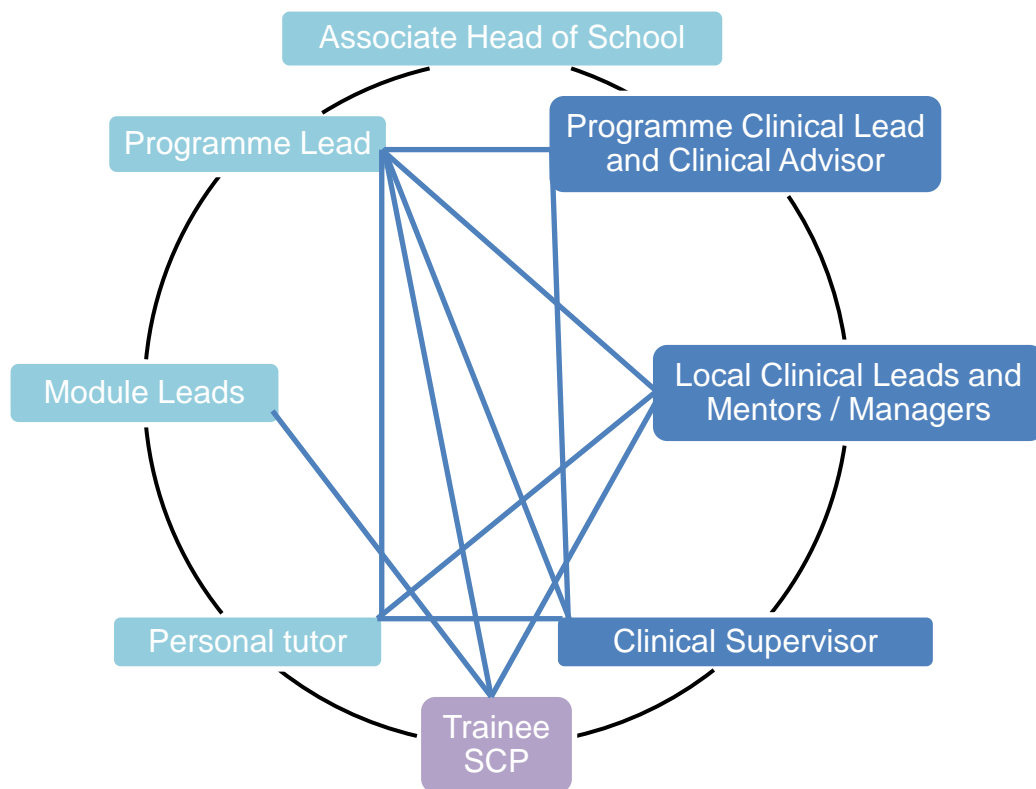 Associate Head of School
Programme Lead
Programme Clinical Lead
and Clinical Advisor
Module Leads
Local Clinical Leads and
Mentors / Managers
Personal tutor
Clinical Supervisor
Trainee
SCP